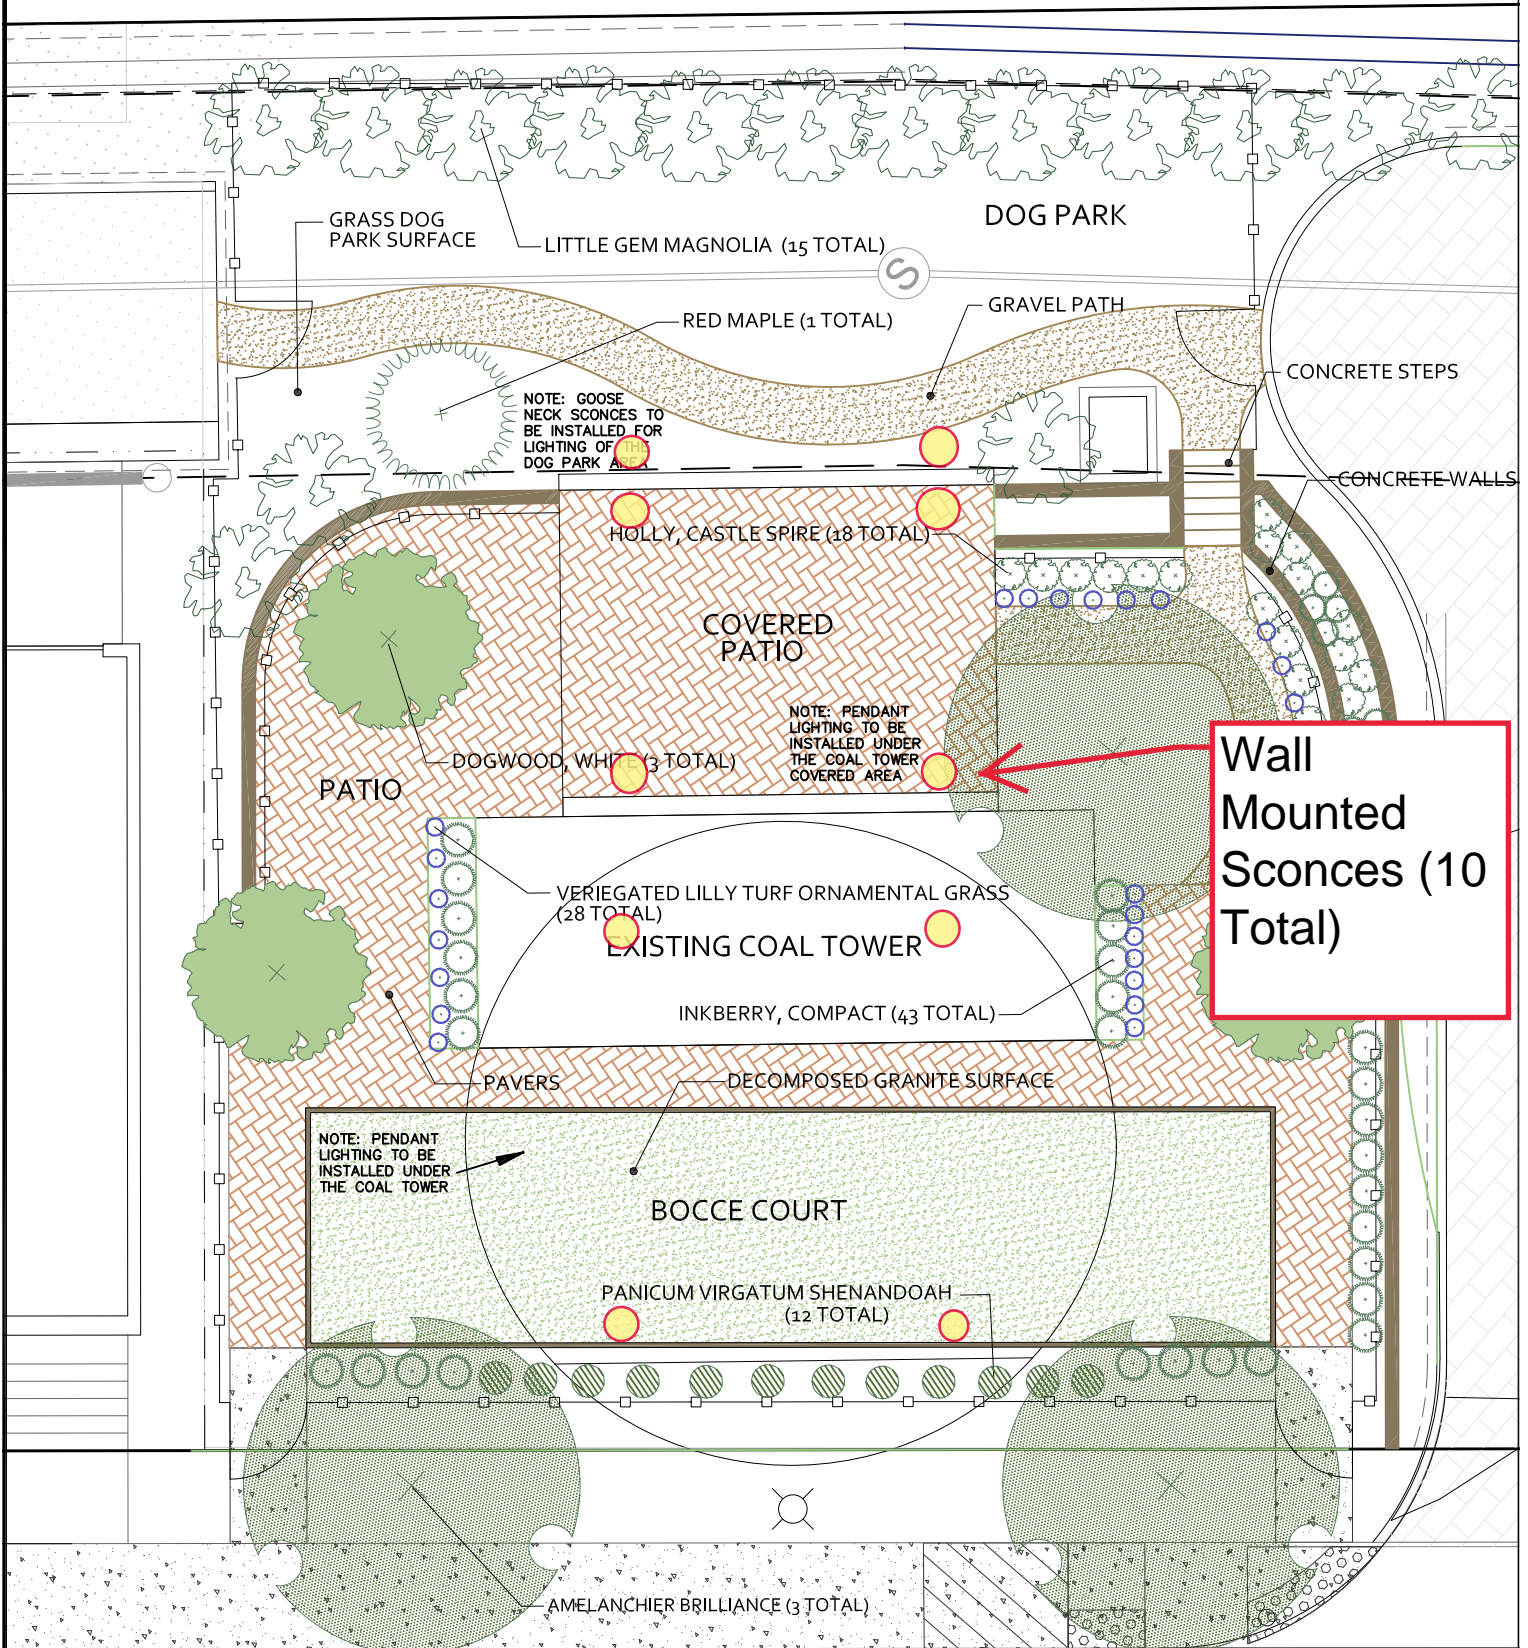 DOG PARK
GRASS DOG
PARK SURFACE
LITTLE GEM MAGNOLIA (15 TOTAL)
S
GRAVEL PATH
RED MAPLE (1 TOTAL)
CONCRETE STEPS
NOTE: GOOSE
NECK SCONCES TO
BE INSTALLED FOR
LIGHTING OF THE
DOG PARK AREA
CONCRETE WALLS
HOLLY, CASTLE SPIRE (18 TOTAL)
COVERED
PATIO
NOTE: PENDANT
LIGHTING TO BE
INSTALLED UNDER
THE COAL TOWER
COVERED AREA
DOGWOOD, WHITE (3 TOTAL)
PATIO
Wall
Mounted
Sconces (10
Total)
VERIEGATED LILLY TURF ORNAMENTAL GRASS
(28 TOTAL)
EXISTING COAL TOWER
INKBERRY, COMPACT (43 TOTAL)
PAVERS
DECOMPOSED GRANITE SURFACE
NOTE: PENDANT
LIGHTING TO BE
INSTALLED UNDER
THE COAL TOWER
BOCCE COURT
PANICUM VIRGATUM SHENANDOAH
(12 TOTAL)
AMELANCHIER BRILLIANCE (3 TOTAL)